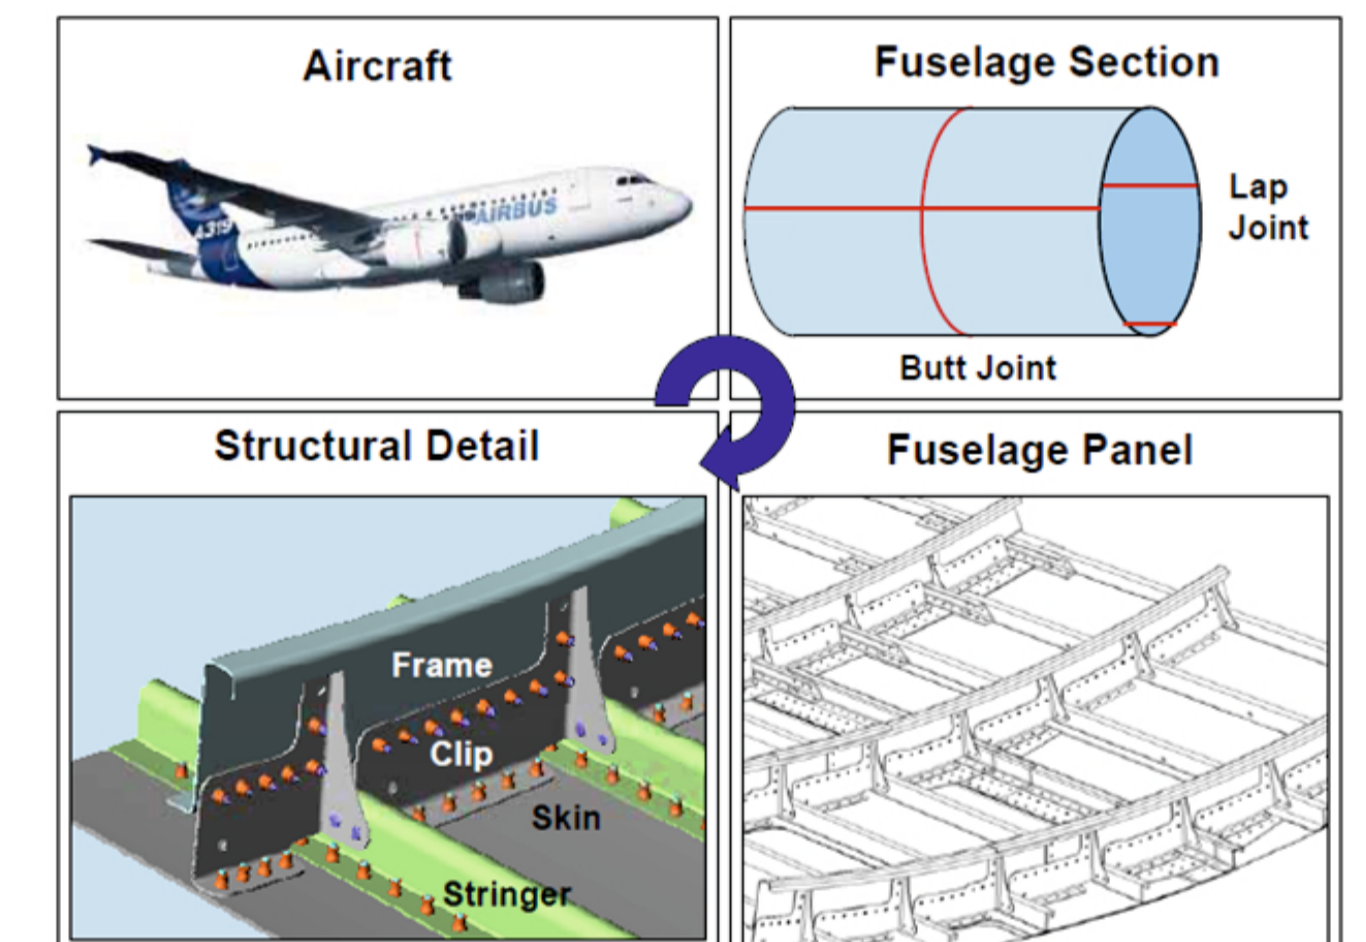 Aircraft
AIRBUS
A319
Fuselage Section
Lap
Joint
Butt Joint
Structural Detail
Frame
Clip
Skin
Stringer
Fuselage Panel